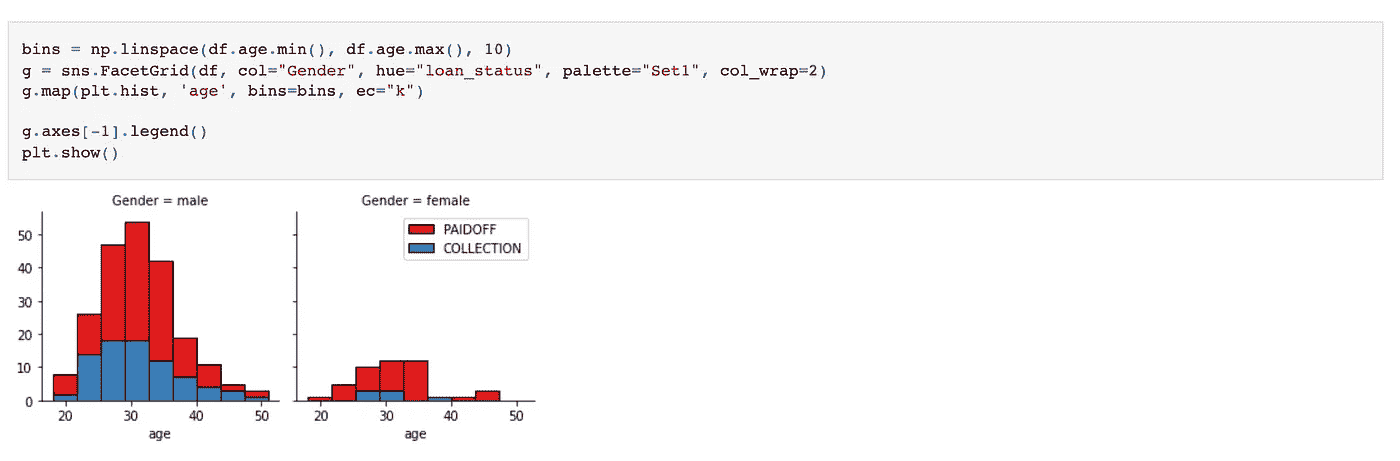 bins = np.linspace(df.age.min(), df.age.max(), 10)
g = sns.FacetGrid(df, col="Gender", hue="loan_status", palette="Set1", col_wrap=2)
g.map(plt.hist, 'age', bins=bins, ec="k")
g.axes[-1].legend()
plt.show()
Gender = male
Gender = female
PAIDOFF
COLLECTION
50
40
30
20
10
0
20 30 40 50
20 30 40 50
age
age